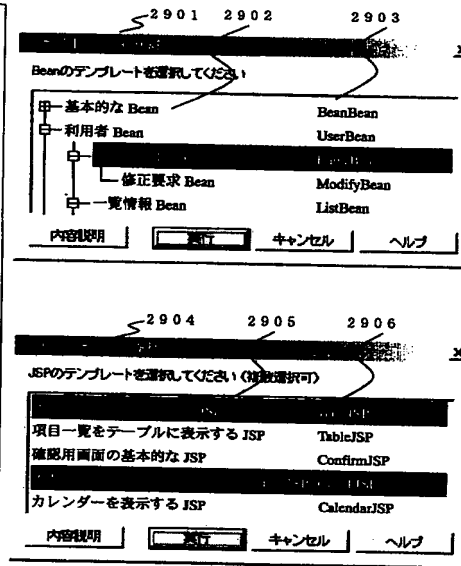 2901 2902 2903
Beanのテンプレートを選択してください
基本的な Bean BeanBean
利用者 Bean UserBean
修正要求 Bean ModifyBean
一覧情報 Bean ListBean
内容説明 実行 キャンセル ヘルプ
2904 2905 2906
JSPのテンプレートを選択してください(複数選択可)
JSP JSP
項目一覧をテーブルに表示する JSP TableJSP
確認用画面の基本的な JSP ConfirmJSP
カレンダーを表示する JSP CalendarJSP
内容説明 実行 キャンセル ヘルプ